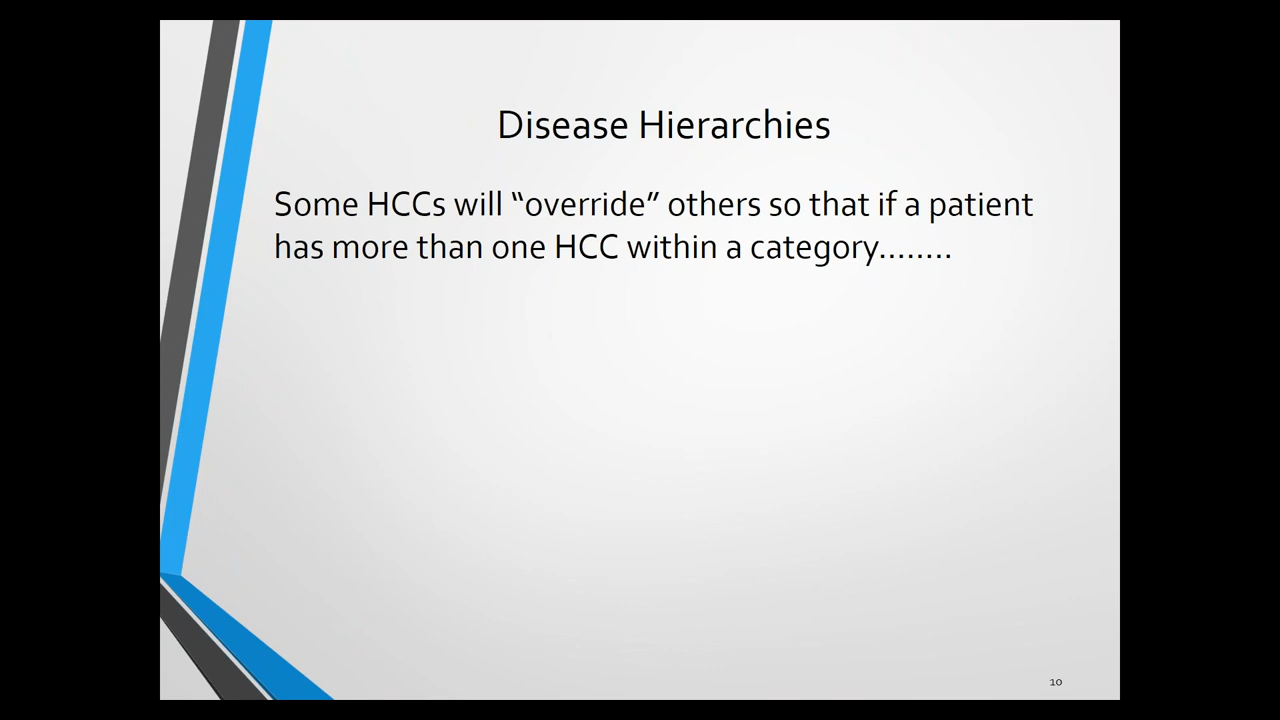 Disease Hierarchies
Some HCCs will “override” others so that if a patient
has more than one HCC within a category........
10